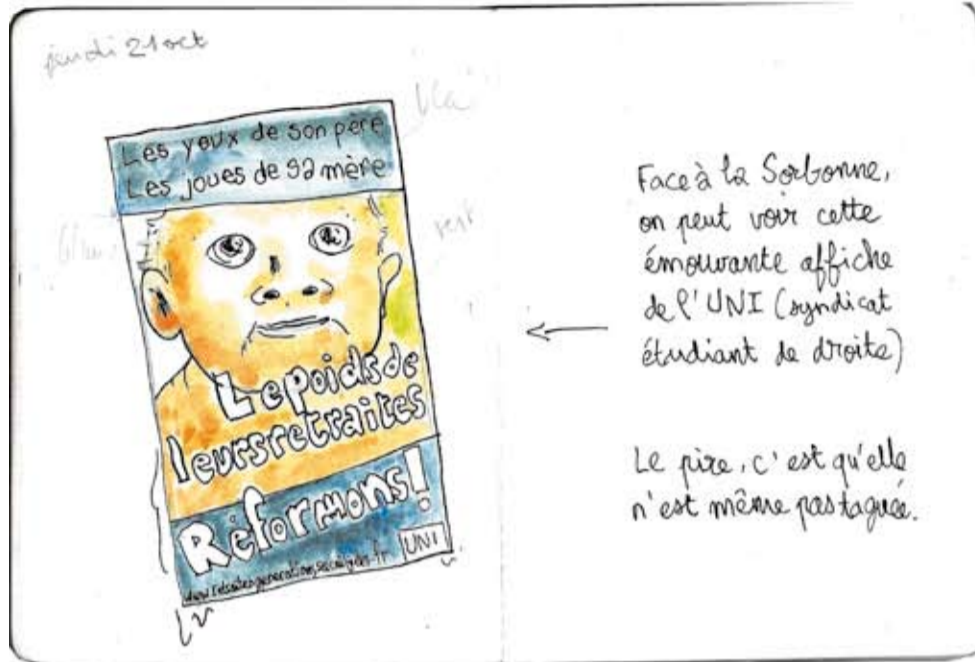 jeudi 21 oct
Les yeux de son père
Les joues de sa mère
Le poids de
leurs retraites
Réformons!
UNI
Face à la Sorbonne,
on peut voir cette
émouvante affiche
de l'UNI (syndicat
étudiant de droite)
Le pire, c'est qu'elle
n'est même pas taguée.